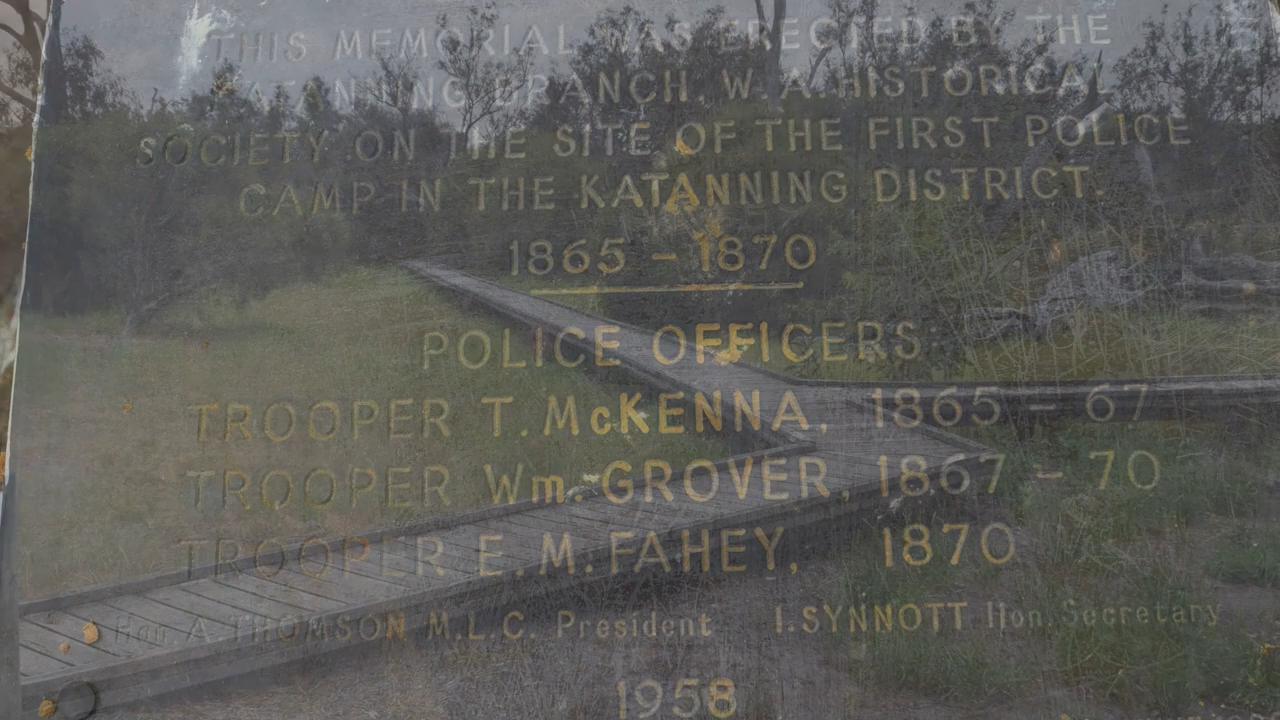 THIS MEMORIAL WAS ERECTED BY THE
KATANNING BRANCH W.A. HISTORICAL
SOCIETY ON THE SITE OF THE FIRST POLICE
CAMP IN THE KATANNING DISTRICT.
1865 – 1870
POLICE OFFICERS:
TROOPER T. McKENNA, 1865 – 67
TROOPER Wm. GROVER, 1867 – 70
TROOPER E. M. FAHEY, 1870
Hon. A. THOMSON M.L.C. President I. SYNNOTT Hon. Secretary
1958